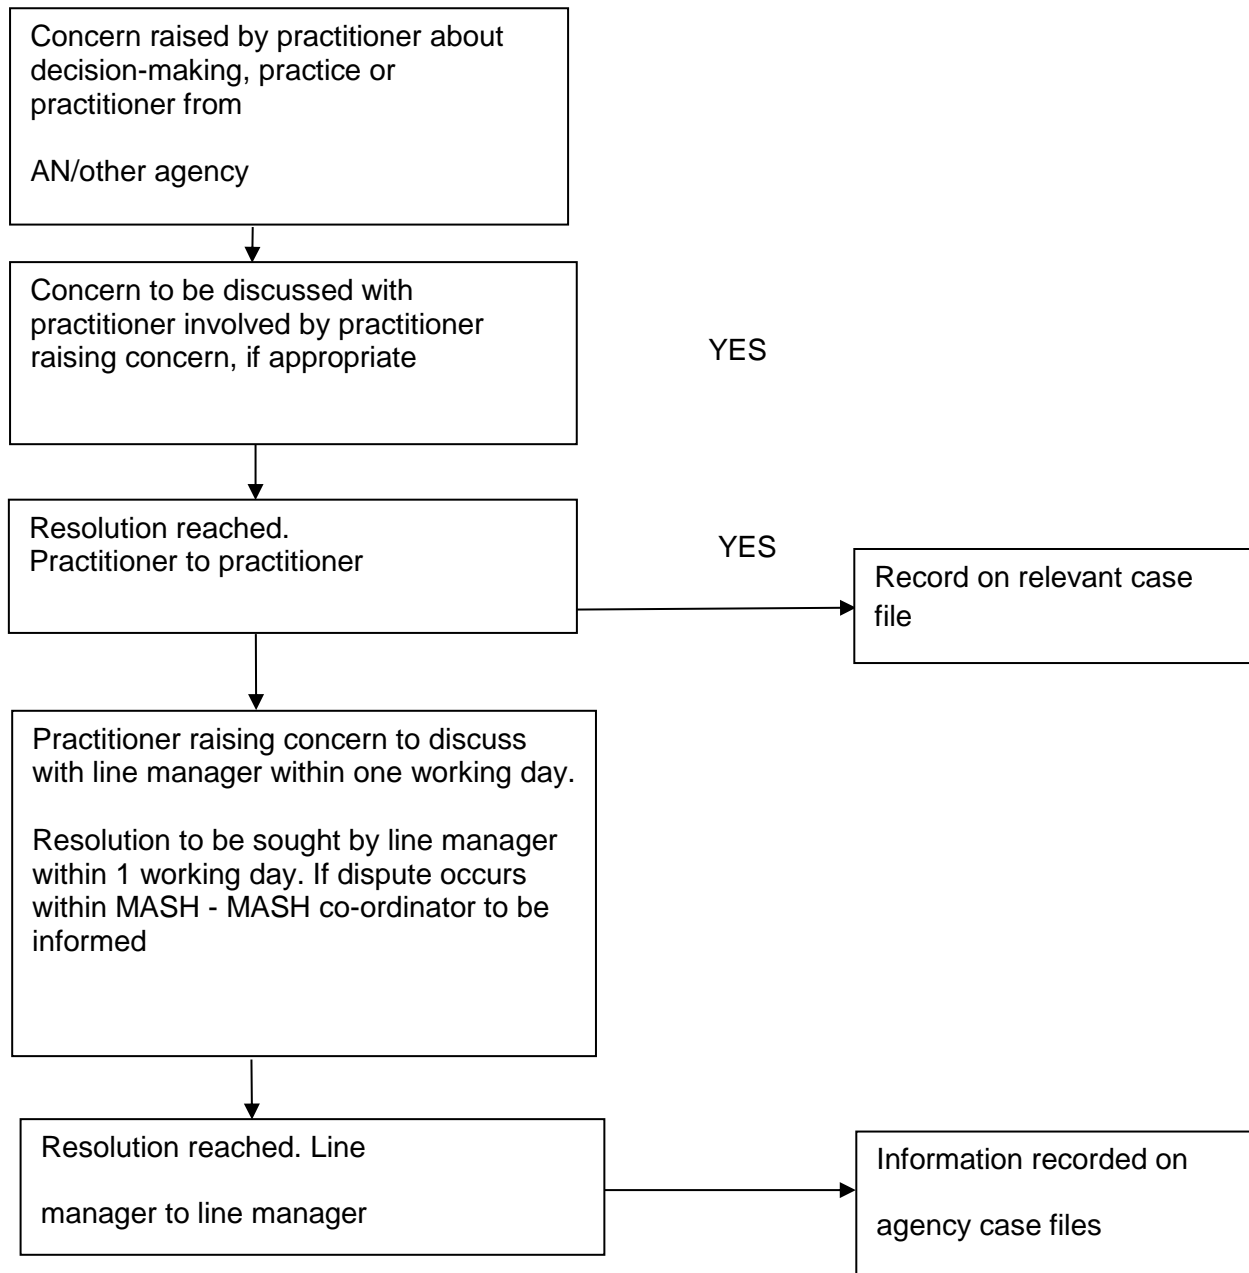 Concern raised by practitioner about
decision-making, practice or
practitioner from
AN/other agency
Concern to be discussed with
practitioner involved by practitioner
raising concern, if appropriate
YES
Resolution reached.
Practitioner to practitioner
YES
Record on relevant case
file
Practitioner raising concern to discuss
with line manager within one working day.
Resolution to be sought by line manager
within 1 working day. If dispute occurs
within MASH - MASH co-ordinator to be
informed
Resolution reached. Line
manager to line manager
Information recorded on
agency case files